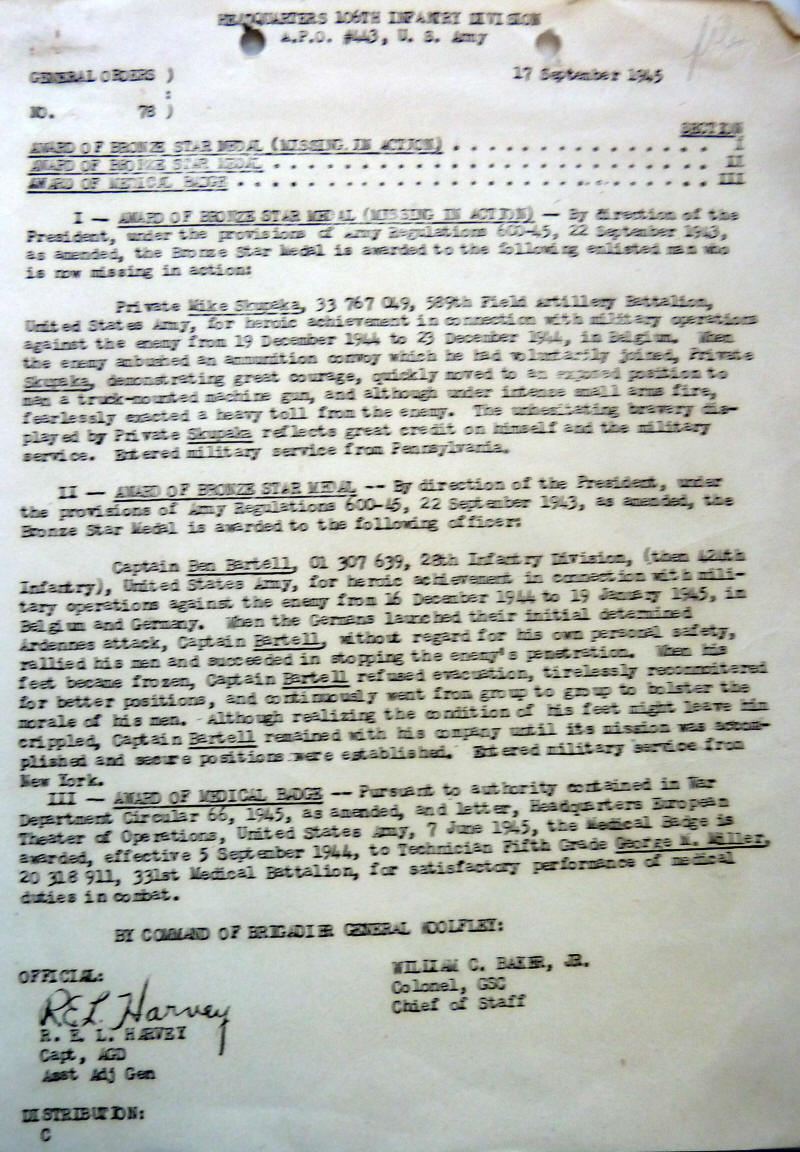 HEADQUARTERS 106TH INFANTRY DIVISION
A.P.O. #443, U. S. Army
GENERAL ORDERS )
:
NO. 78 )
17 September 1945
SECTION
AWARD OF BRONZE STAR MEDAL (MISSING IN ACTION) . . . . . . . . . . . . . . . I
AWARD OF BRONZE STAR MEDAL . . . . . . . . . . . . . . . . . . . . . . . . . II
AWARD OF MEDICAL BADGE . . . . . . . . . . . . . . . . . . . . . . . . . . . III
I — AWARD OF BRONZE STAR MEDAL (MISSING IN ACTION) — By direction of the
President, under the provisions of Army Regulations 600-45, 22 September 1943,
as amended, the Bronze Star Medal is awarded to the following enlisted man who
is now missing in action:
Private Mike Skupaka, 33 767 049, 589th Field Artillery Battalion,
United States Army, for heroic achievement in connection with military operations
against the enemy from 19 December 1944 to 23 December 1944, in Belgium. When
the enemy ambushed an ammunition convoy which he had voluntarily joined, Private
Skupaka, demonstrating great courage, quickly moved to an exposed position to
man a truck-mounted machine gun, and although under intense small arms fire,
fearlessly exacted a heavy toll from the enemy. The unhesitating bravery dis-
played by Private Skupaka reflects great credit on himself and the military
service. Entered military service from Pennsylvania.
II — AWARD OF BRONZE STAR MEDAL -- By direction of the President, under
the provisions of Army Regulations 600-45, 22 September 1943, as amended, the
Bronze Star Medal is awarded to the following officer:
Captain Ben Bartell, 01 307 639, 28th Infantry Division, (then 424th
Infantry), United States Army, for heroic achievement in connection with mili-
tary operations against the enemy from 16 December 1944 to 19 January 1945, in
Belgium and Germany. When the Germans launched their initial determined
Ardennes attack, Captain Bartell, without regard for his own personal safety,
rallied his men and succeeded in stopping the enemy's penetration. When his
feet became frozen, Captain Bartell refused evacuation, tirelessly reconnoitered
for better positions, and continuously went from group to group to bolster the
morale of his men. Although realizing the condition of his feet might leave him
crippled, Captain Bartell remained with his company until its mission was accom-
plished and secure positions were established. Entered military service from
New York.
III — AWARD OF MEDICAL BADGE -- Pursuant to authority contained in War
Department Circular 66, 1945, as amended, and letter, Headquarters European
Theater of Operations, United States Army, 7 June 1945, the Medical Badge is
awarded, effective 5 September 1944, to Technician Fifth Grade George W. Miller,
20 318 911, 331st Medical Battalion, for satisfactory performance of medical
duties in combat.
BY COMMAND OF BRIGADIER GENERAL WOOLFLEY:
WILLIAM C. BAKER, JR.
Colonel, GSC
Chief of Staff
OFFICIAL:
R.E.L. Harvey
R. E. L. HARVEY
Capt, AGD
Asst Adj Gen
DISTRIBUTION:
C